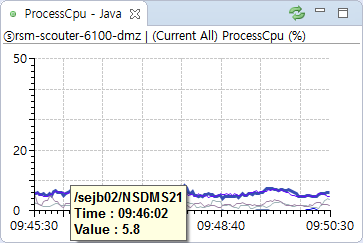 ProcessCpu - Java
Ⓢrsm-scouter-6100-dmz | (Current All) ProcessCpu (%)
50
20
0
/sejb02/NSDMS21
Time : 09:46:02
Value : 5.8
09:45:30
09:48:40
09:50:30